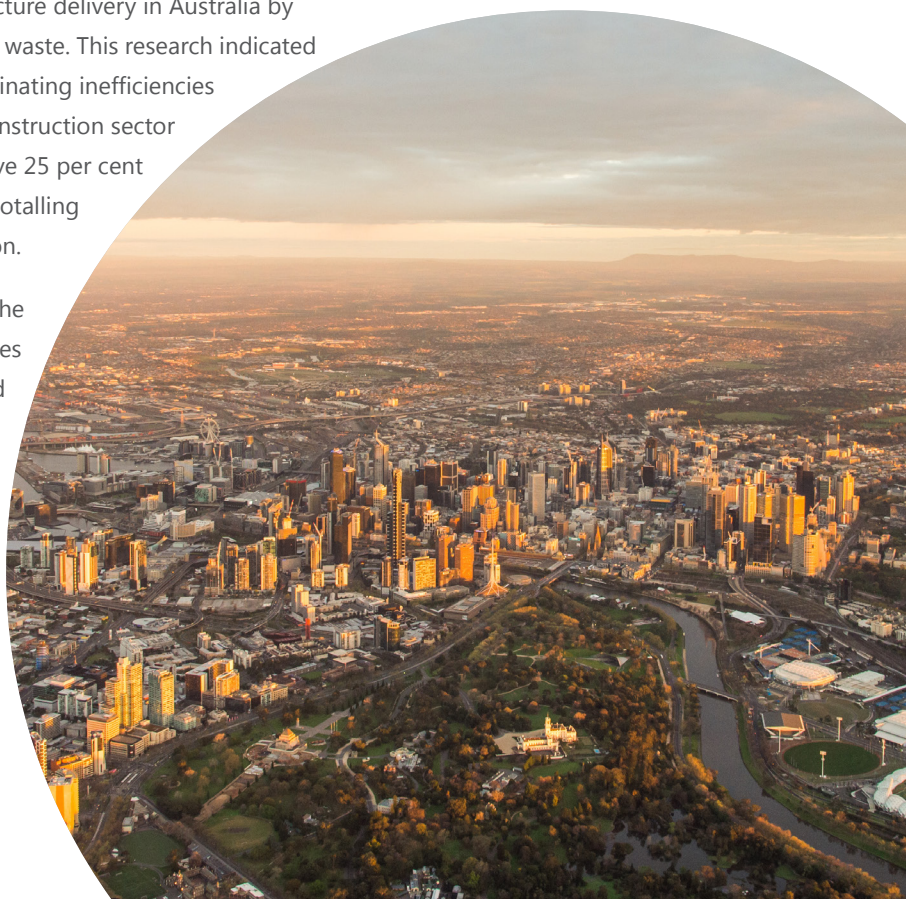 cture delivery in Australia by
waste. This research indicated
inating inefficiencies
nstruction sector
ve 25 per cent
otalling
on.
he
es
d